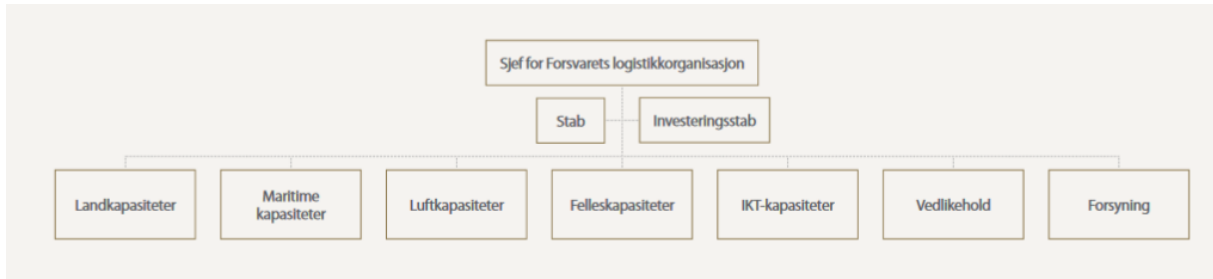 Sjef for Forsvarets logistikkorganisasjon
Stab
Investeringsstab
Landkapasiteter
Maritime
kapasiteter
Luftkapasiteter
Felleskapasiteter
IKT-kapasiteter
Vedlikehold
Forsyning